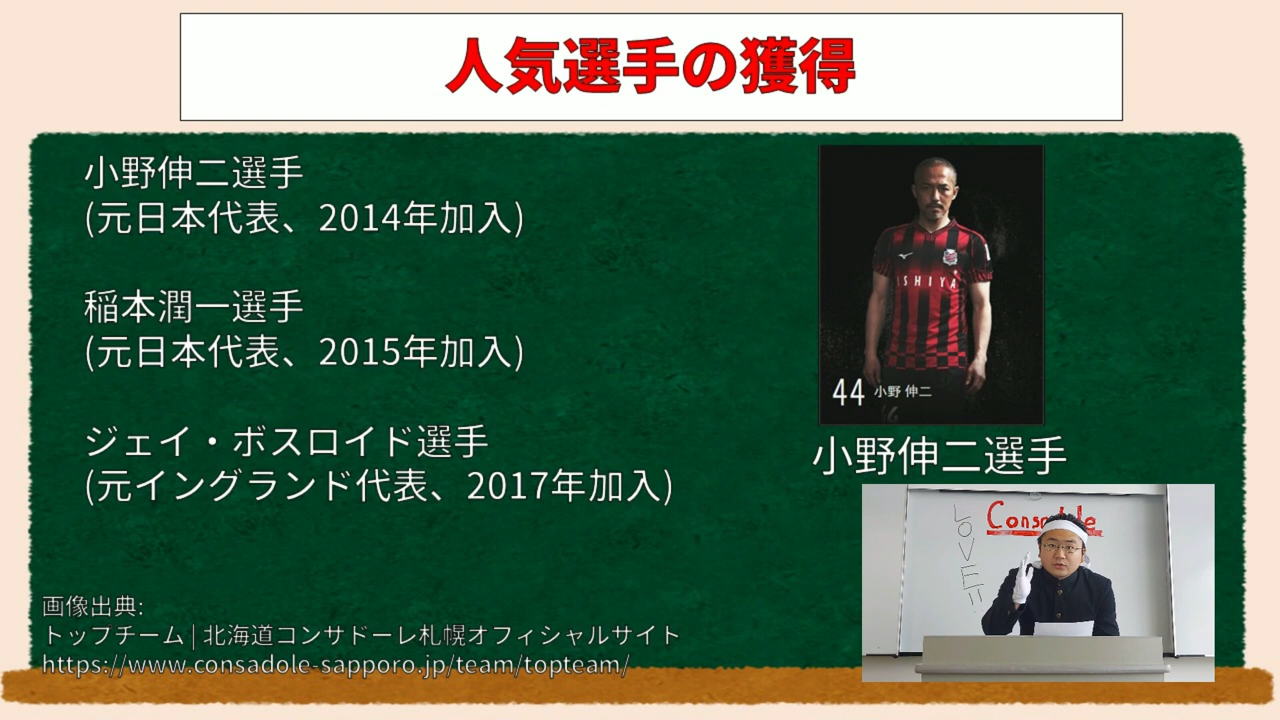 人気選手の獲得
小野伸二選手
(元日本代表、2014年加入)
稲本潤一選手
(元日本代表、2015年加入)
ジェイ・ボスロイド選手
(元イングランド代表、2017年加入)
ISHIYA
44 小野 伸二
小野伸二選手
LOVE!!
画像出典:
トップチーム | 北海道コンサドーレ札幌オフィシャルサイト
https://www.consadole-sapporo.jp/team/topteam/